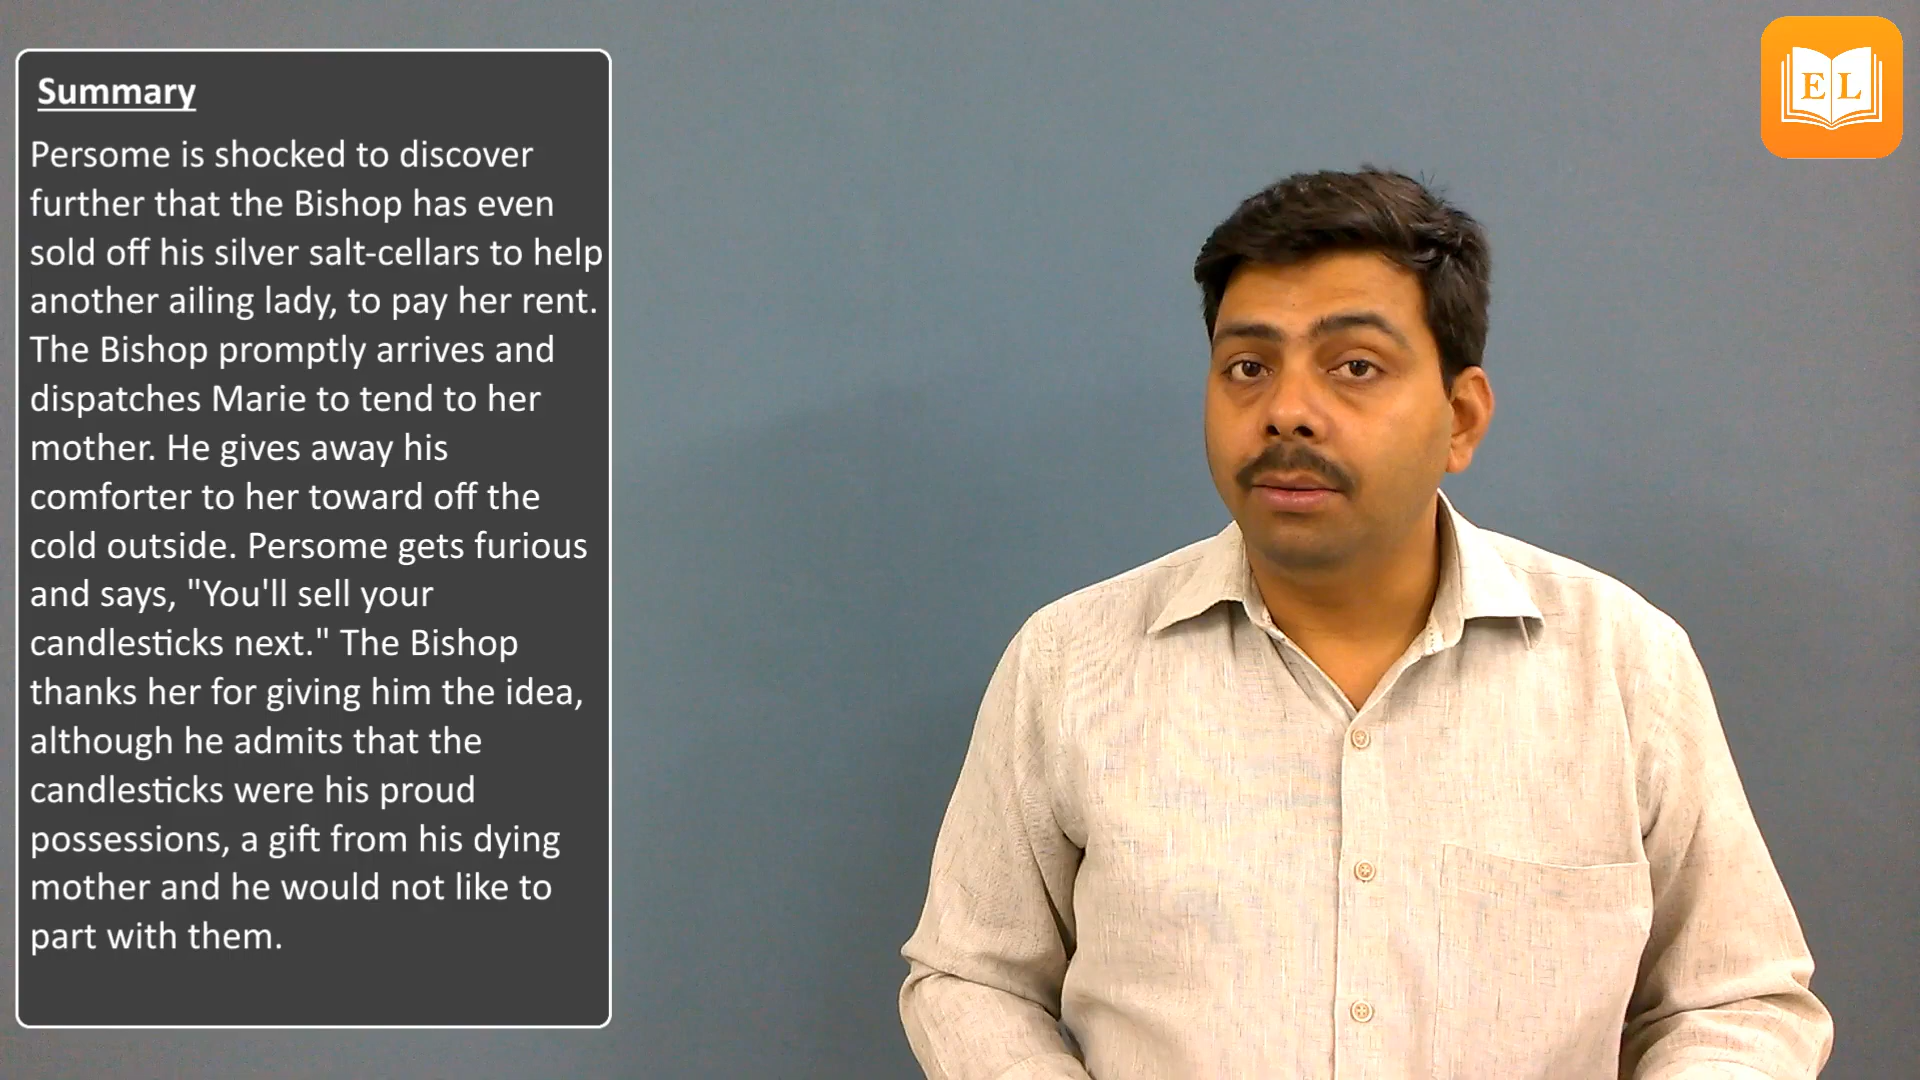 Summary
Persome is shocked to discover
further that the Bishop has even
sold off his silver salt-cellars to help
another ailing lady, to pay her rent.
The Bishop promptly arrives and
dispatches Marie to tend to her
mother. He gives away his
comforter to her toward off the
cold outside. Persome gets furious
and says, "You'll sell your
candlesticks next." The Bishop
thanks her for giving him the idea,
although he admits that the
candlesticks were his proud
possessions, a gift from his dying
mother and he would not like to
part with them.
E L